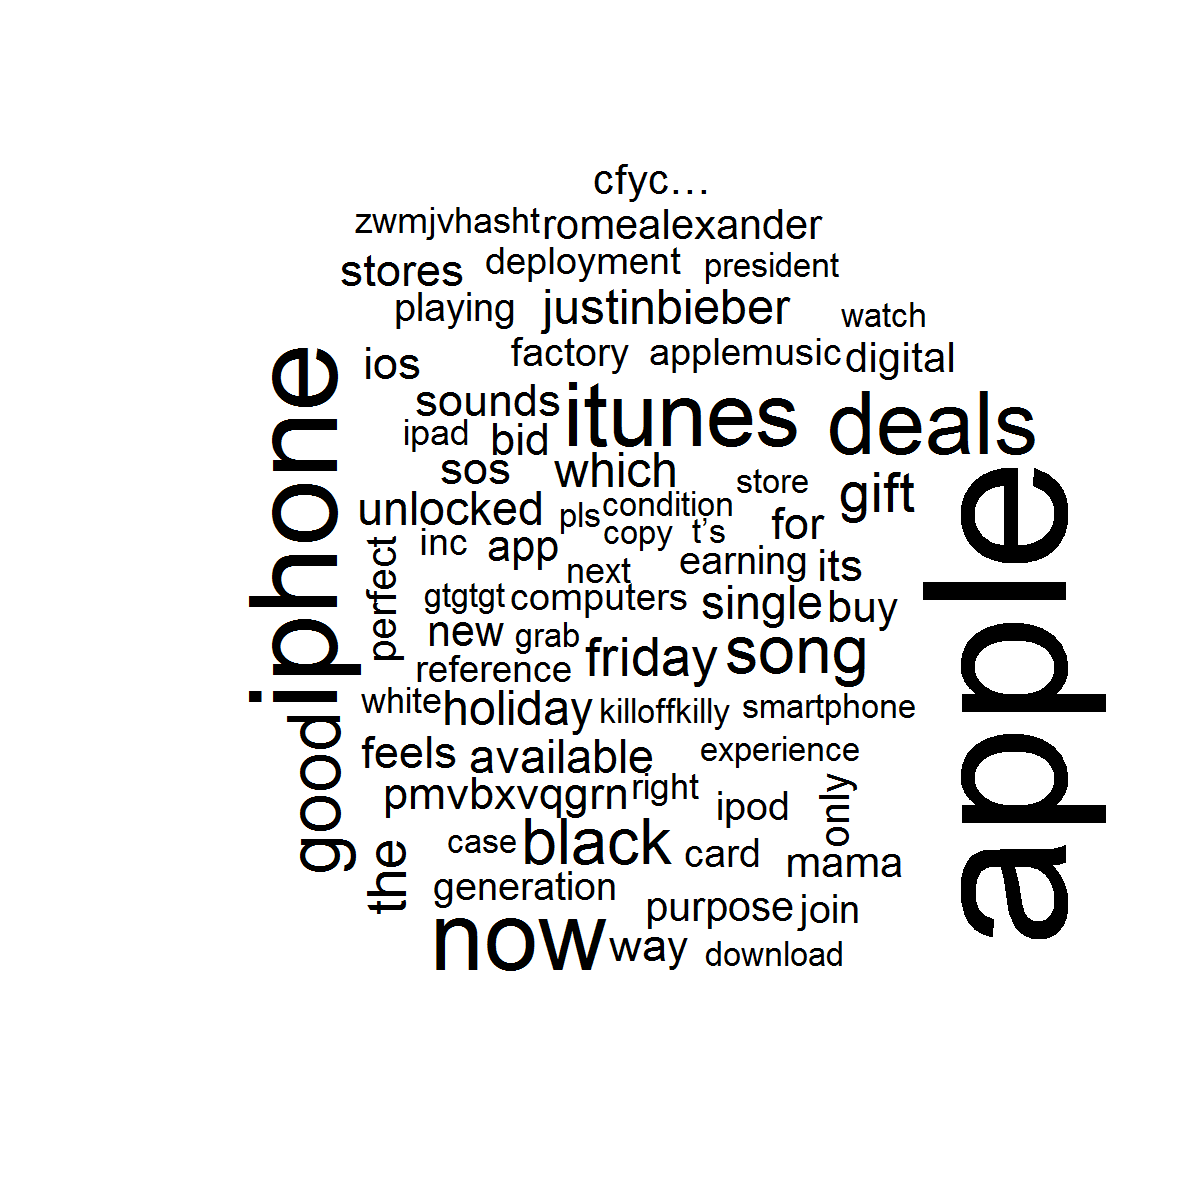 cfyc…
zwmjvhasht romealexander
stores deployment president
playing justinbieber watch
ios factory applemusic digital
sounds itunes deals
ipad bid
sos which store gift
unlocked pls condition for
inc app copy t’s
next earning its
iphone
perfect
gtgtgt computers single buy
new grab friday song
reference
white holiday killoffkilly smartphone
feels available experience
pmvbxvqgrn right ipod only
good
apple
case black card mama
the generation
now purpose join
way download